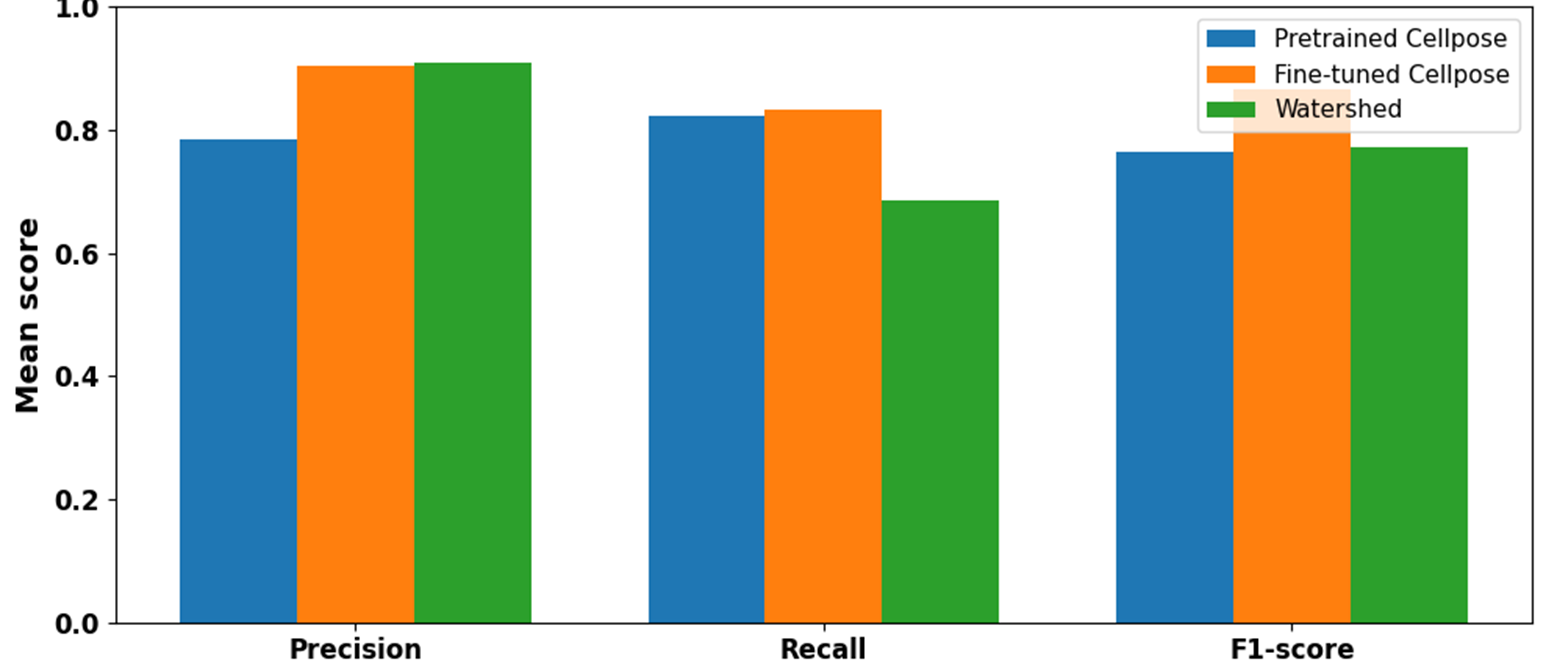 1.0
0.8
0.6
0.4
0.2
0.0
Mean score
Pretrained Cellpose
Fine-tuned Cellpose
Watershed
Precision
Recall
F1-score